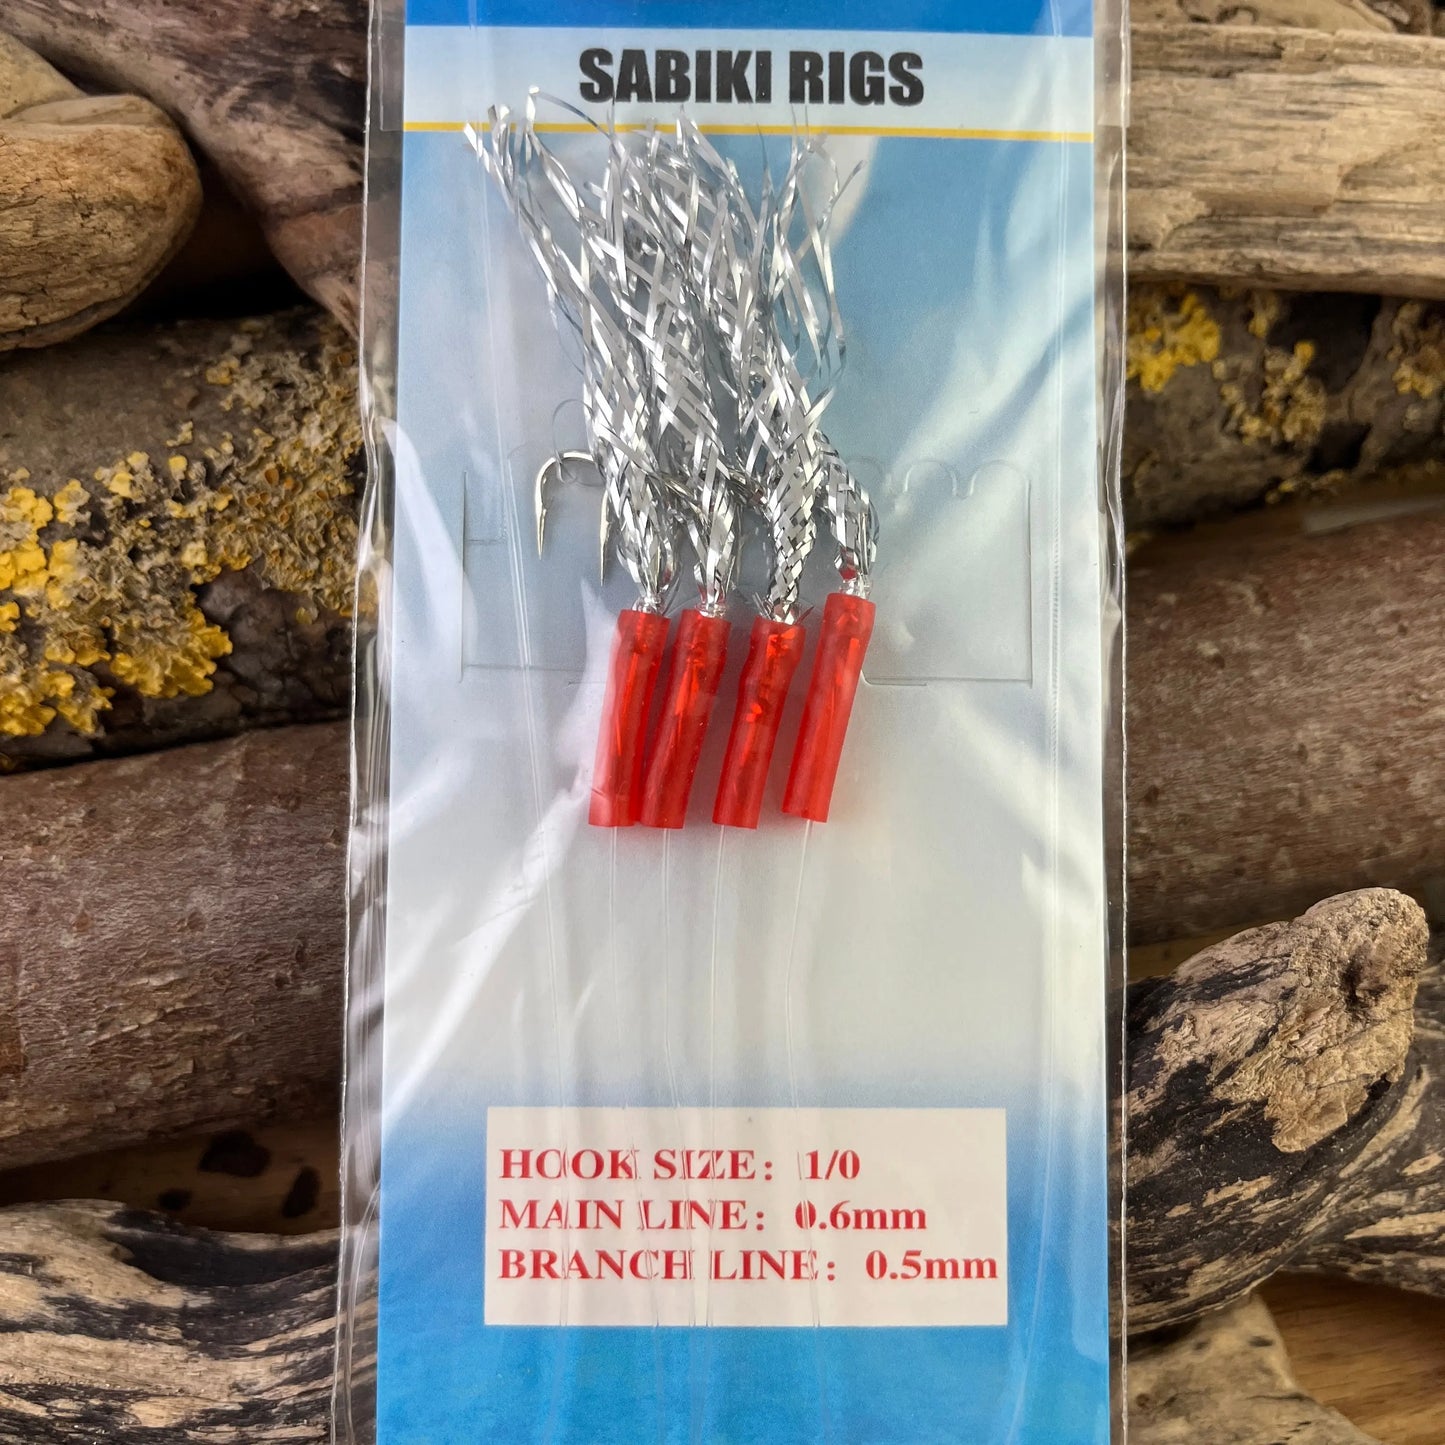 SABIKI RIGS
HOOK SIZE: 1/0
MAIN LINE: 0.6mm
BRANCH LINE: 0.5mm